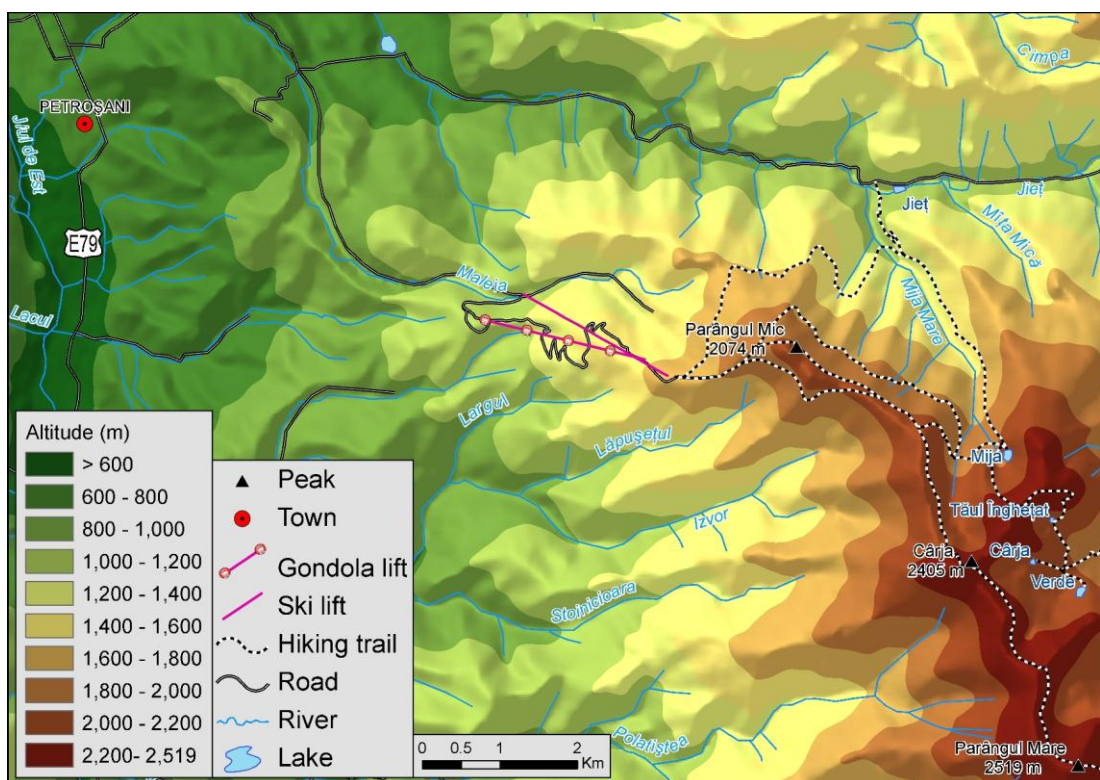 Cimpa
PETROȘANI
Jiul de Est
E79
Jieț
Jieț
Mîța Mică
Maleia
Lacul
Mija Mare
Parângul Mic
2074 m
Largul
Lăpușețul
Mija
Izvor
Tăul Înghețat
Cârja
2405 m
Cârja
Verde
Stoinicioara
Polatiștea
Parângul Mare
2519 m
Altitude (m)
> 600
600 - 800
800 - 1,000
1,000 - 1,200
1,200 - 1,400
1,400 - 1,600
1,600 - 1,800
1,800 - 2,000
2,000 - 2,200
2,200 - 2,519
Peak
Town
Gondola lift
Ski lift
Hiking trail
Road
River
Lake
0 0.5 1 2
Km